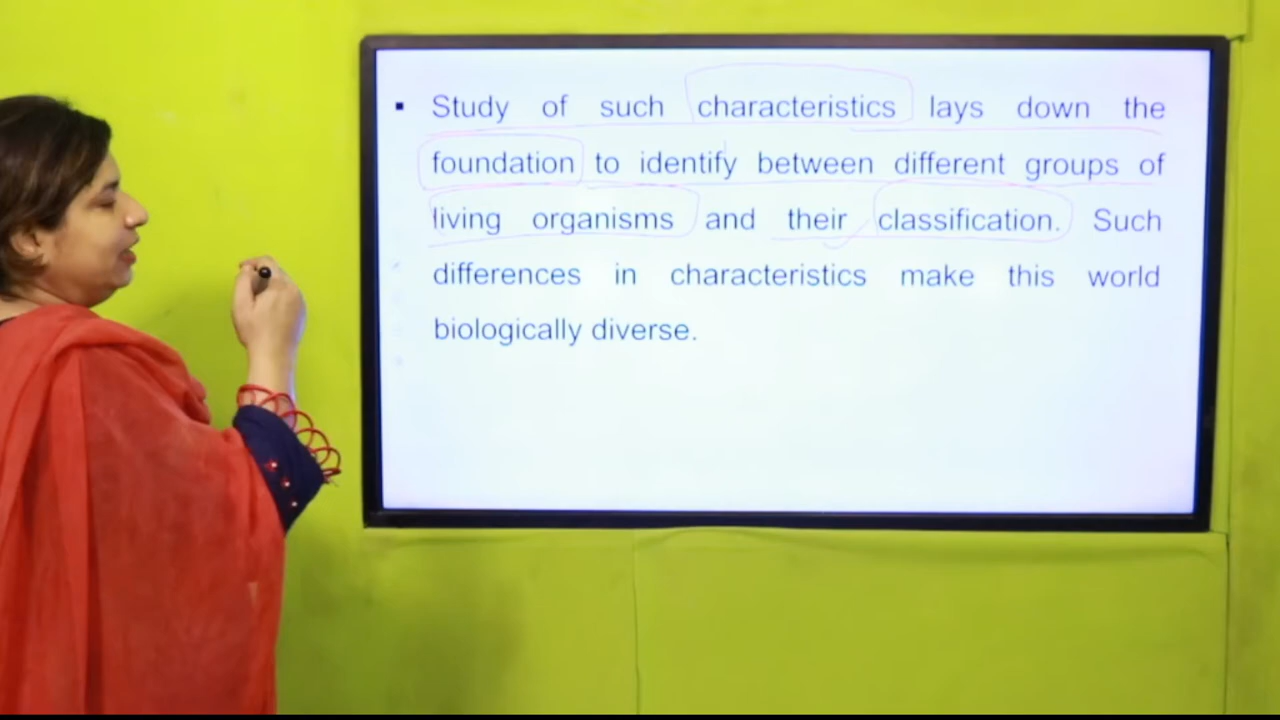 ▪ Study of such characteristics lays down the
foundation to identify between different groups of
living organisms and their classification. Such
differences in characteristics make this world
biologically diverse.